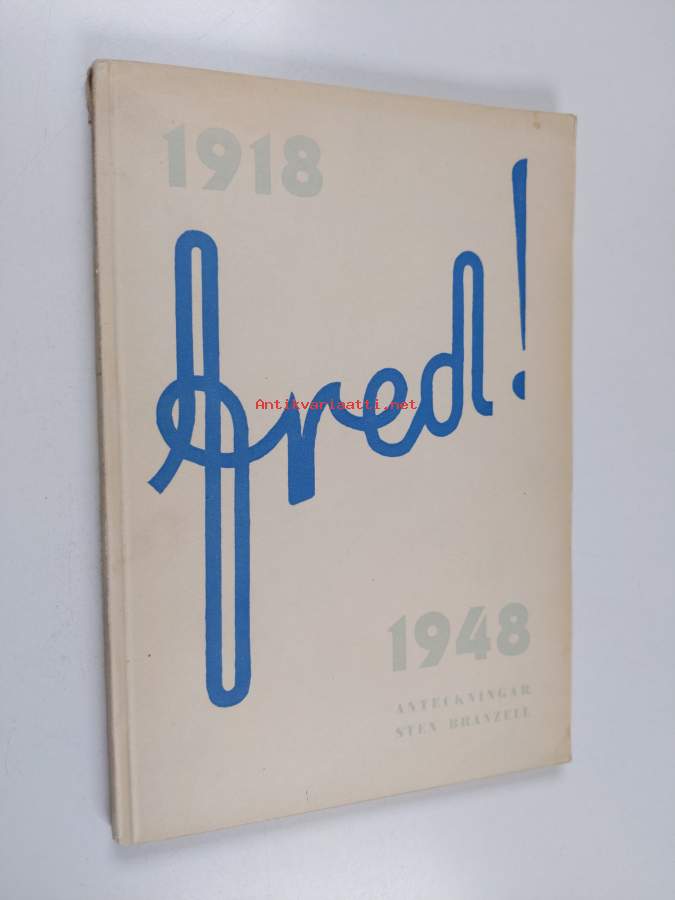 1918
fred!
Antikvariaatti.net
1948
ANTECKNINGAR
STEN BRANZELL